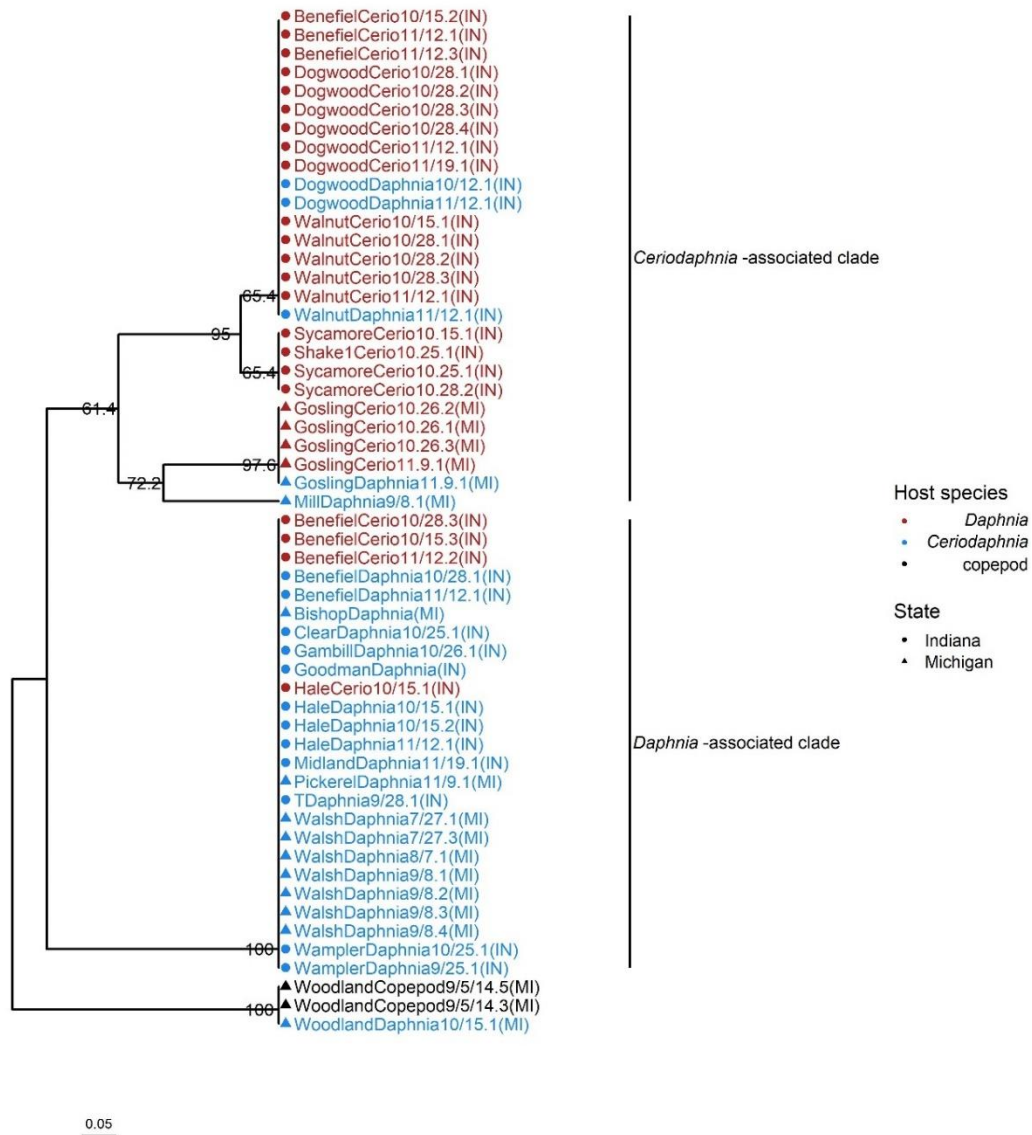 BenefielCerio10/15.2(IN)
BenefielCerio11/12.1(IN)
BenefielCerio11/12.3(IN)
DogwoodCerio10/28.1(IN)
DogwoodCerio10/28.2(IN)
DogwoodCerio10/28.3(IN)
DogwoodCerio10/28.4(IN)
DogwoodCerio11/12.1(IN)
DogwoodCerio11/19.1(IN)
DogwoodDaphnia10/12.1(IN)
DogwoodDaphnia11/12.1(IN)
WalnutCerio10/15.1(IN)
WalnutCerio10/28.1(IN)
WalnutCerio10/28.2(IN)
WalnutCerio10/28.3(IN)
WalnutCerio11/12.1(IN)
WalnutDaphnia11/12.1(IN)
SycamoreCerio10.15.1(IN)
Shake1Cerio10.25.1(IN)
SycamoreCerio10.25.1(IN)
SycamoreCerio10.28.2(IN)
GoslingCerio10.26.2(MI)
GoslingCerio10.26.1(MI)
GoslingCerio10.26.3(MI)
GoslingCerio11.9.1(MI)
GoslingDaphnia11.9.1(MI)
MillDaphnia9/8.1(MI)
BenefielCerio10/28.3(IN)
BenefielCerio10/15.3(IN)
BenefielCerio11/12.2(IN)
BenefielDaphnia10/28.1(IN)
BenefielDaphnia11/12.1(IN)
BishopDaphnia(MI)
ClearDaphnia10/25.1(IN)
GambillDaphnia10/26.1(IN)
GoodmanDaphnia(IN)
HaleCerio10/15.1(IN)
HaleDaphnia10/15.1(IN)
HaleDaphnia10/15.2(IN)
HaleDaphnia11/12.1(IN)
MidlandDaphnia11/19.1(IN)
PickerelDaphnia11/9.1(MI)
TDaphnia9/28.1(IN)
WalshDaphnia7/27.1(MI)
WalshDaphnia7/27.3(MI)
WalshDaphnia8/7.1(MI)
WalshDaphnia9/8.1(MI)
WalshDaphnia9/8.2(MI)
WalshDaphnia9/8.3(MI)
WalshDaphnia9/8.4(MI)
WamplerDaphnia10/25.1(IN)
WamplerDaphnia9/25.1(IN)
WoodlandCopepod9/5/14.5(MI)
WoodlandCopepod9/5/14.3(MI)
WoodlandDaphnia10/15.1(MI)
65.4
95
65.4
61.4
97.6
72.2
100
100
Ceriodaphnia -associated clade
Daphnia -associated clade
Host species
Daphnia
Ceriodaphnia
copepod
State
Indiana
Michigan
0.05